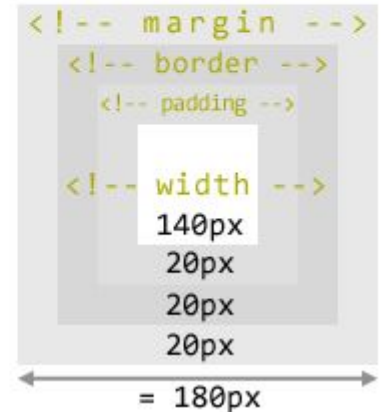 <!-- margin -->
<!-- border -->
<!-- padding -->
<!-- width -->
140px
20px
20px
20px
= 180px